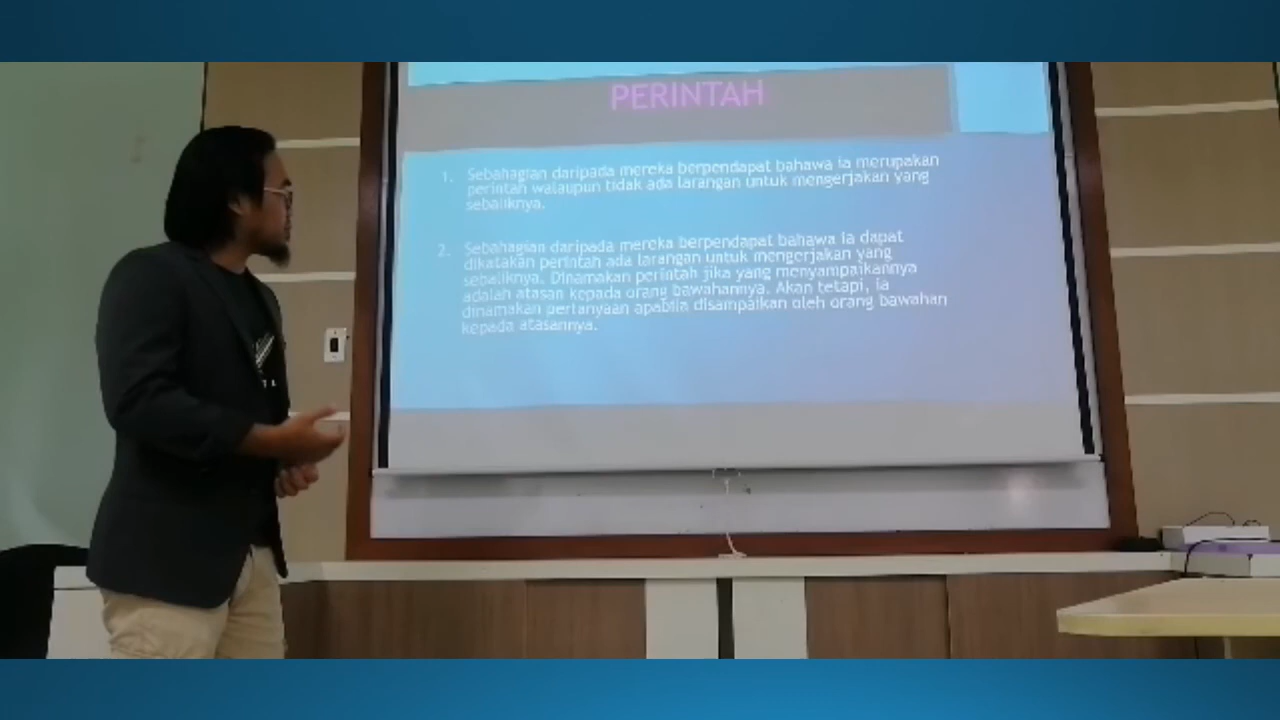 PERINTAH
1. Sebahagian daripada mereka berpendapat bahawa ia merupakan
perintah walaupun tidak ada larangan untuk mengerjakan yang
sebaliknya.
2. Sebahagian daripada mereka berpendapat bahawa ia dapat
dikatakan perintah ada larangan untuk mengerjakan yang
sebaliknya. Dinamakan perintah jika yang menyampaikannya
adalah atasan kepada orang bawahannya. Akan tetapi, ia
dinamakan pertanyaan apabila disampaikan oleh orang bawahan
kepada atasannya.